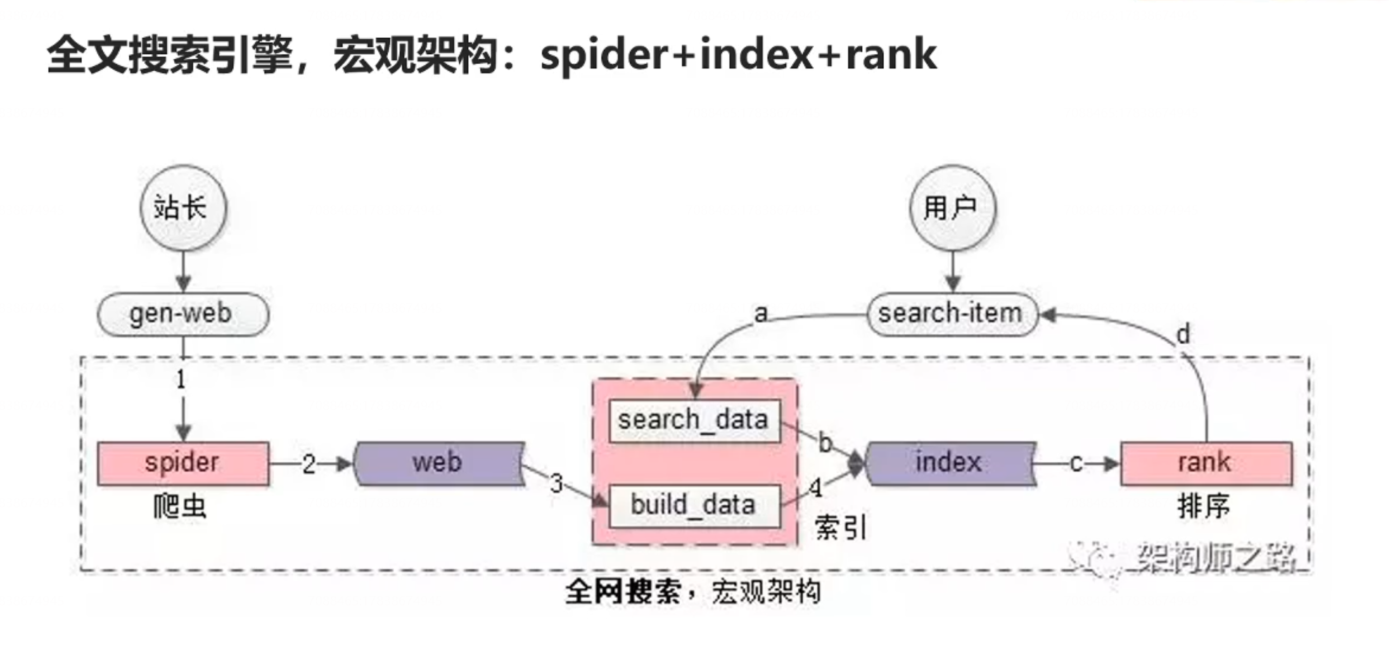 全文搜索引擎，宏观架构：spider+index+rank
站长
用户
gen-web
search-item
a
d
1
search_data
b
spider
2
web
index
c
rank
3
4
爬虫
build_data
索引
排序
架构师之路
全网搜索，宏观架构